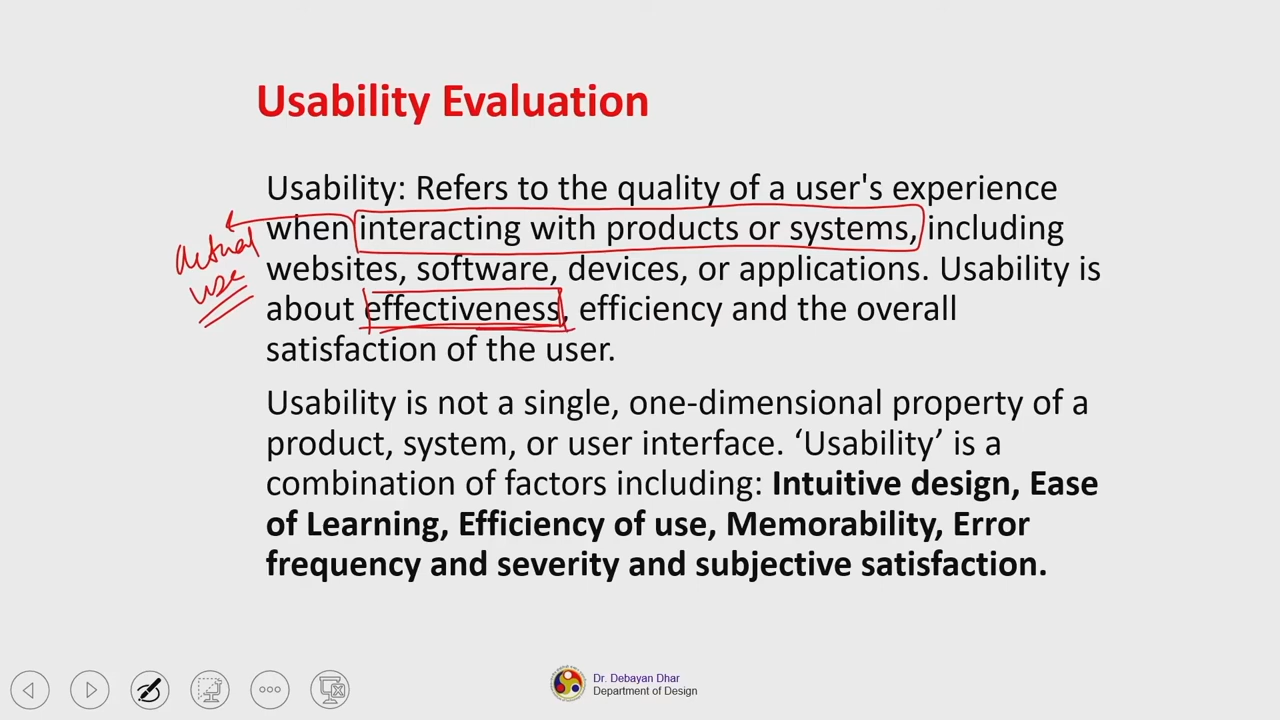 Usability Evaluation
Usability: Refers to the quality of a user's experience
when interacting with products or systems, including
websites, software, devices, or applications. Usability is
about effectiveness, efficiency and the overall
satisfaction of the user.
Actual
use
Usability is not a single, one-dimensional property of a
product, system, or user interface. ‘Usability’ is a
combination of factors including: Intuitive design, Ease
of Learning, Efficiency of use, Memorability, Error
frequency and severity and subjective satisfaction.
Dr. Debayan Dhar
Department of Design